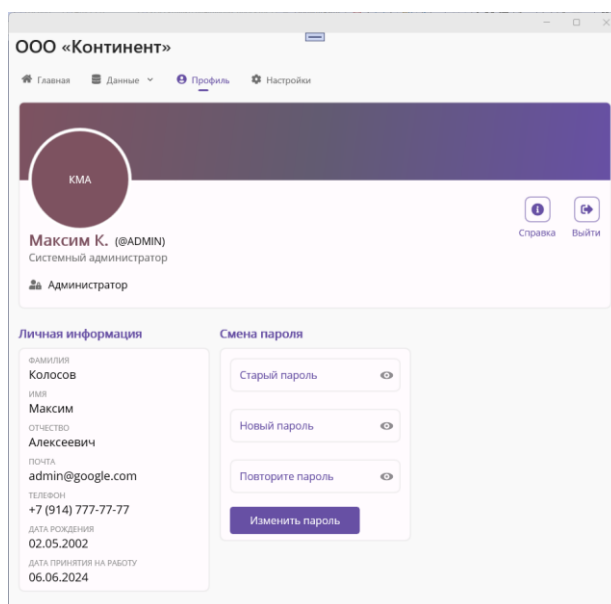 ООО «Континент»
Главная Данные Профиль Настройки
КМА
Справка Выйти
Максим К. (@ADMIN)
Системный администратор
Администратор
Личная информация
ФАМИЛИЯ
Колосов
ИМЯ
Максим
ОТЧЕСТВО
Алексеевич
ПОЧТА
admin@google.com
ТЕЛЕФОН
+7 (914) 777-77-77
ДАТА РОЖДЕНИЯ
02.05.2002
ДАТА ПРИНЯТИЯ НА РАБОТУ
06.06.2024
Смена пароля
Старый пароль
Новый пароль
Повторите пароль
Изменить пароль